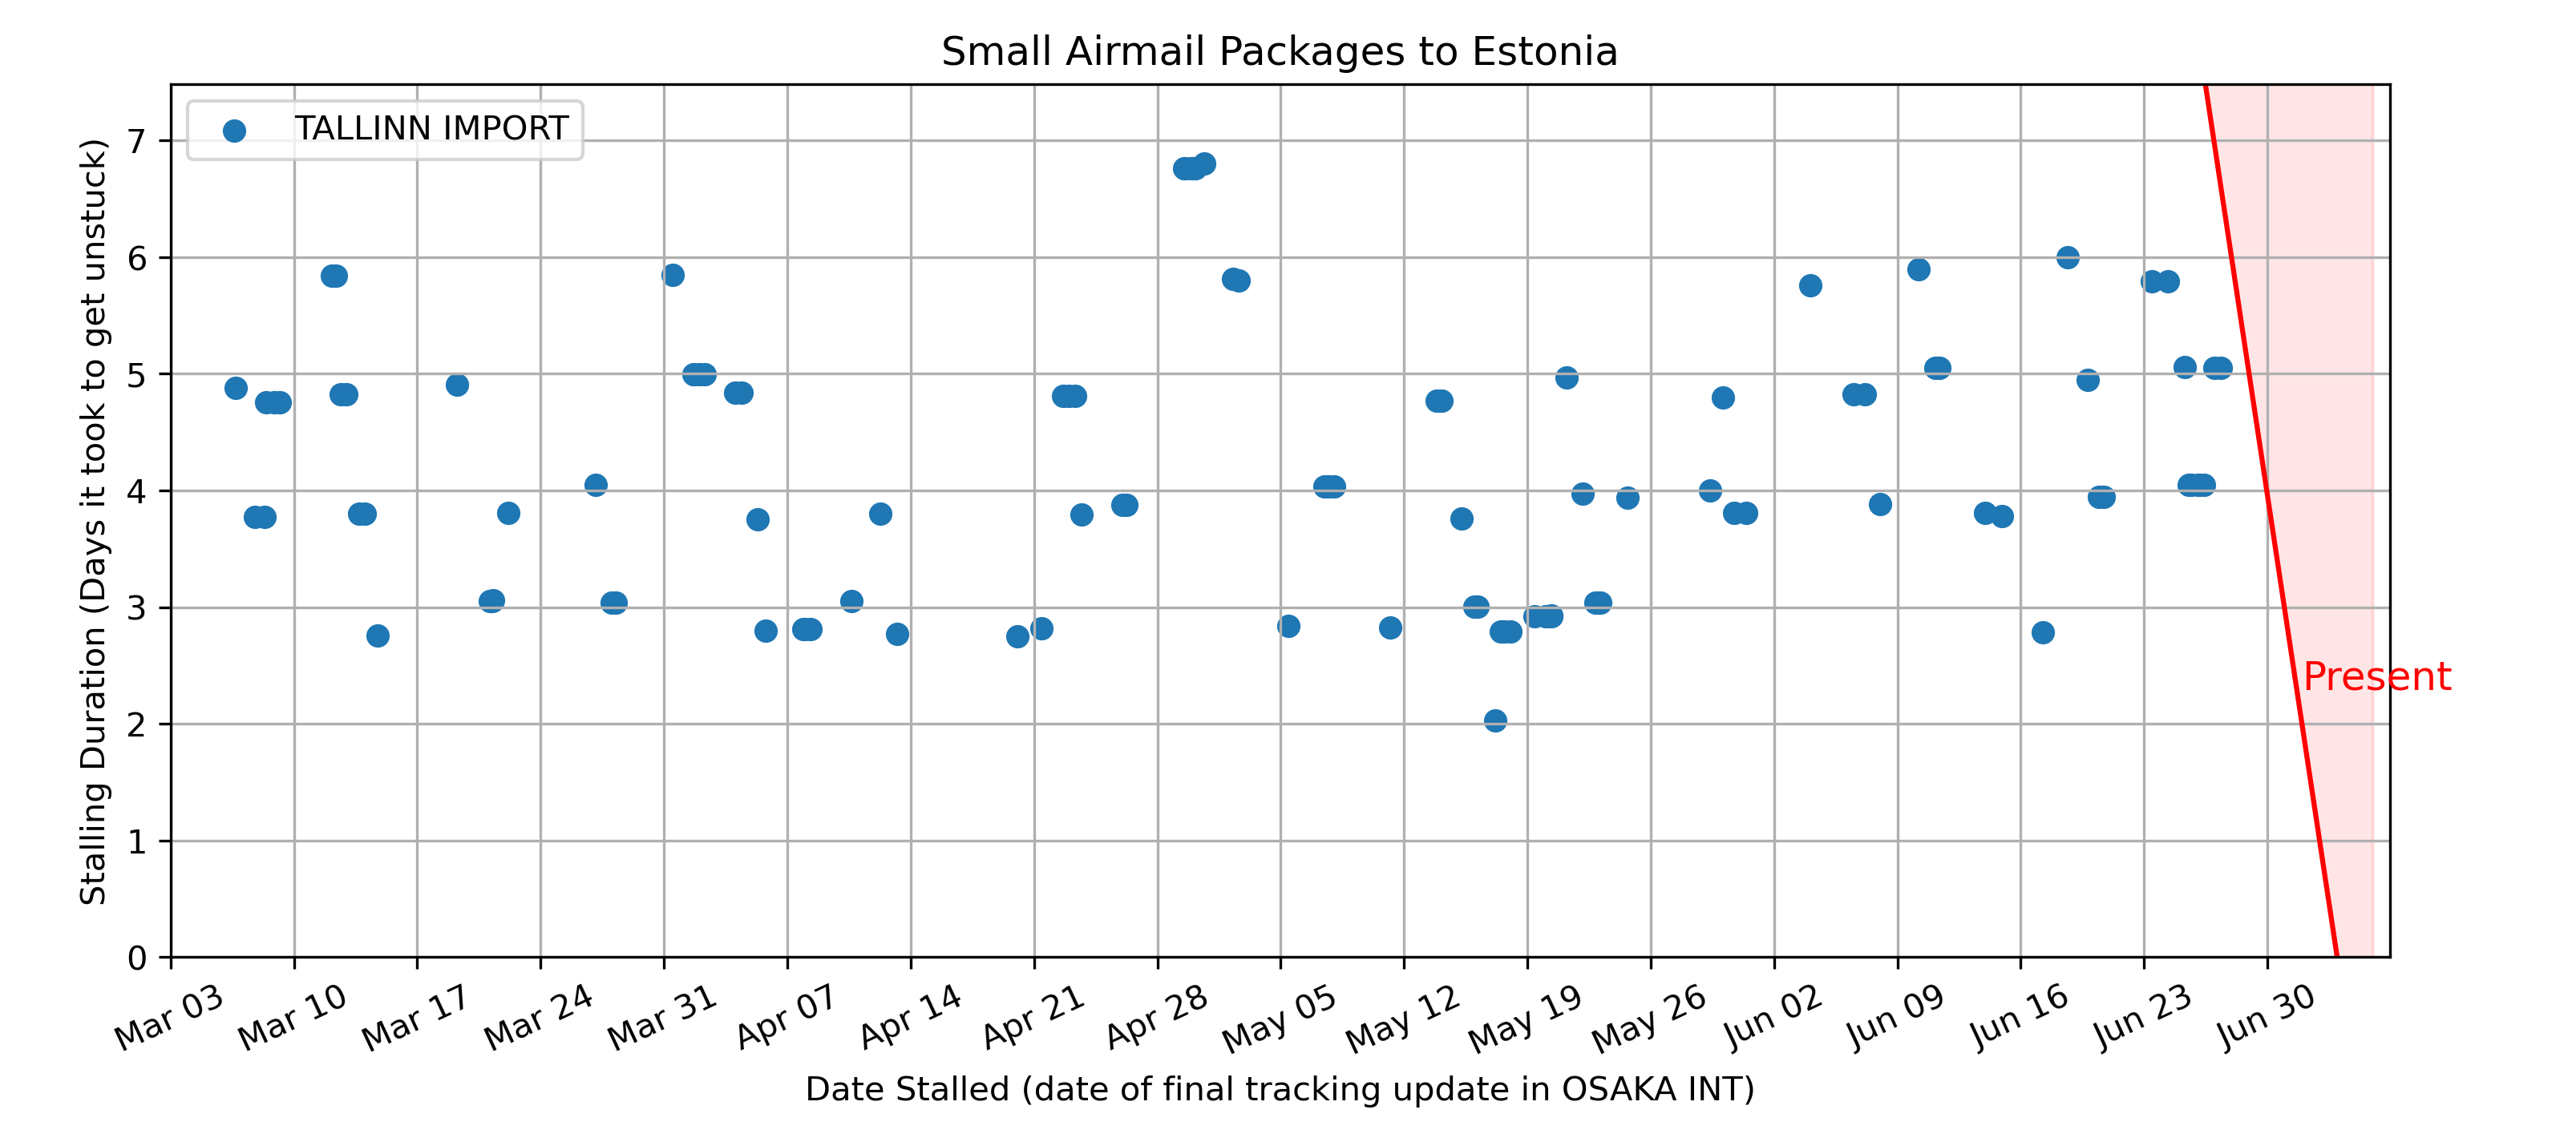 Small Airmail Packages to Estonia
TALLINN IMPORT
Stalling Duration (Days it took to get unstuck)
7
6
5
4
3
2
1
0
Present
Mar 03
Mar 10
Mar 17
Mar 24
Mar 31
Apr 07
Apr 14
Apr 21
Apr 28
May 05
May 12
May 19
May 26
Jun 02
Jun 09
Jun 16
Jun 23
Jun 30
Date Stalled (date of final tracking update in OSAKA INT)